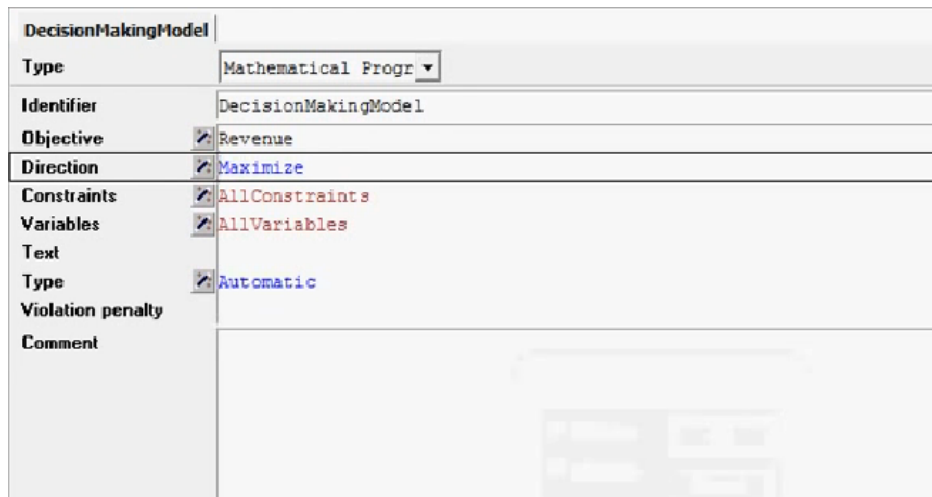 DecisionMakingModel
Type Mathematical Progr
Identifier DecisionMakingModel
Objective Revenue
Direction Maximize
Constraints AllConstraints
Variables AllVariables
Text
Type Automatic
Violation penalty
Comment